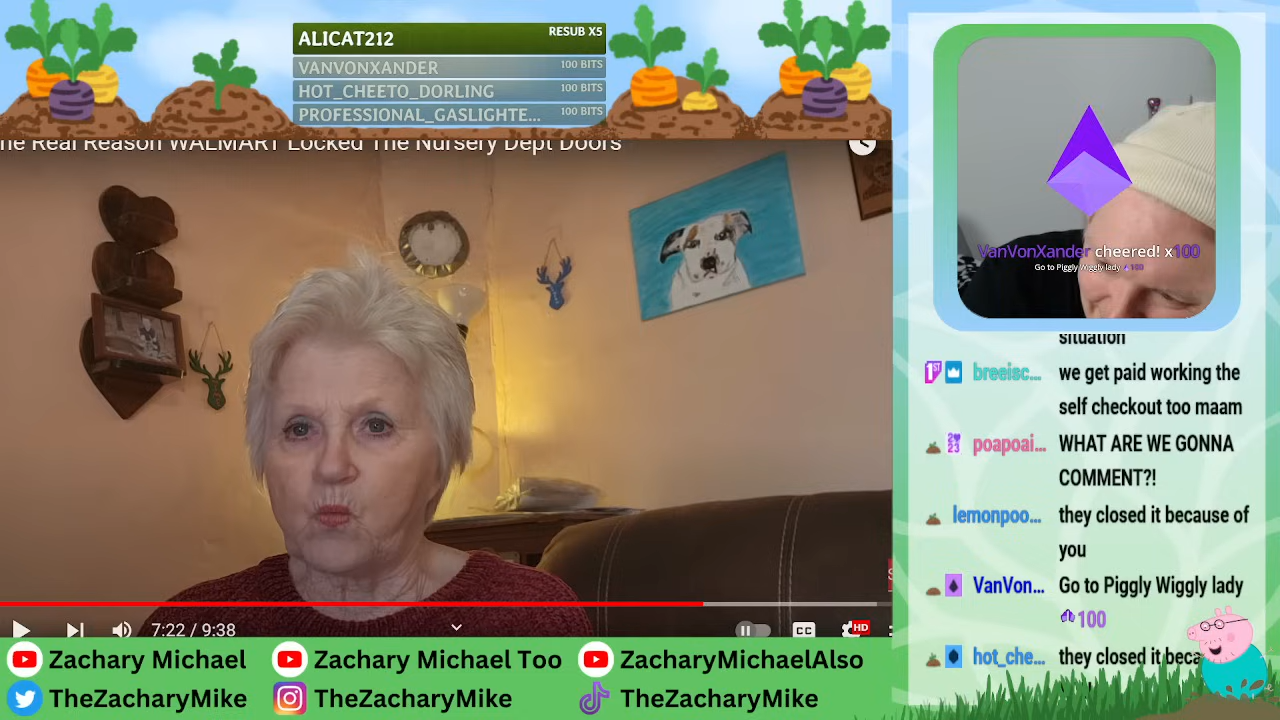 ALICAT212 RESUB X5
VANVONXANDER 100 BITS
HOT_CHEETO_DORLING 100 BITS
PROFESSIONAL_GASLIGHTE... 100 BITS
he Real Reason WALMART Locked The Nursery Dept Doors
VanVonXander cheered! x100
Go to Piggly Wiggly lady 100
situation
breeisc... we get paid working the
self checkout too maam
poapoai... WHAT ARE WE GONNA
COMMENT?!
lemonpoo... they closed it because of
you
VanVon... Go to Piggly Wiggly lady
100
hot_che... they closed it beca
7:22 / 9:38
CC
HD
Zachary Michael
Zachary Michael Too
ZacharyMichaelAlso
TheZacharyMike
TheZacharyMike
TheZacharyMike